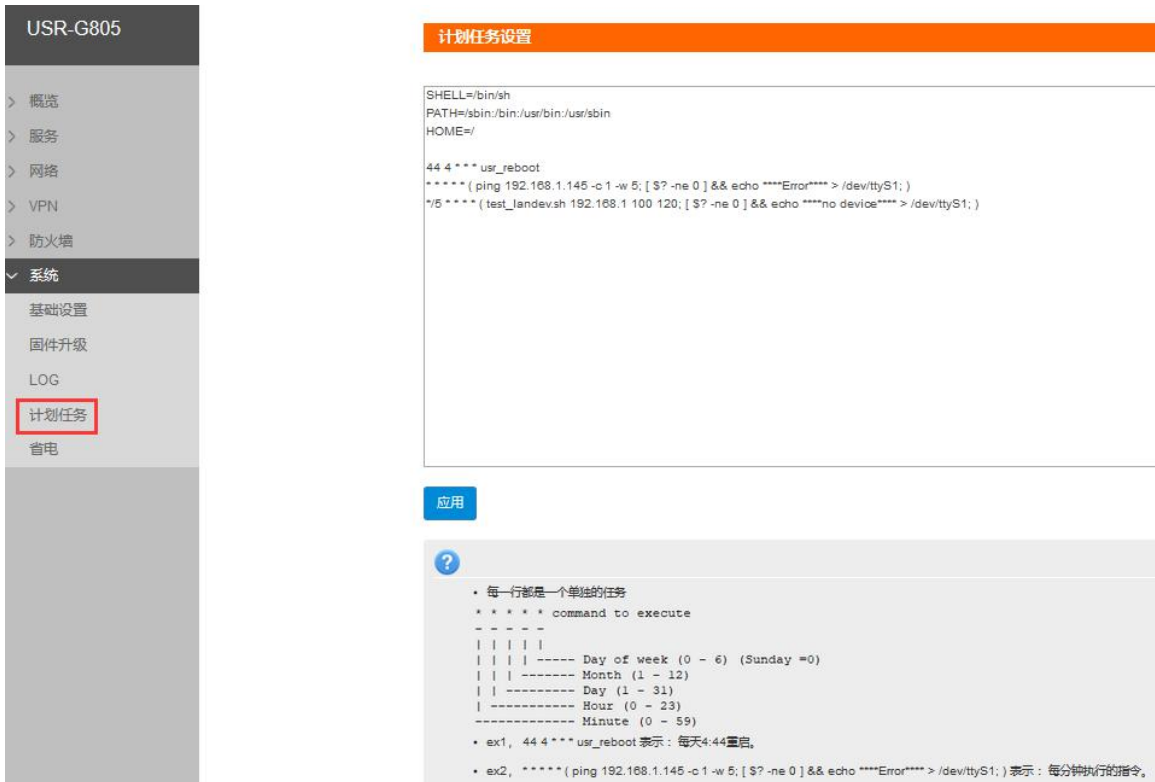 USR-G805
概览
服务
网络
VPN
防火墙
系统
基础设置
固件升级
LOG
计划任务
省电
计划任务设置
SHELL=/bin/sh
PATH=/sbin:/bin:/usr/bin:/usr/sbin
HOME=/
44 4 * * * usr_reboot
* * * * * ( ping 192.168.1.145 -c 1 -w 5; [ $? -ne 0 ] && echo ****Error**** > /dev/ttyS1; )
*/5 * * * * ( test_landev.sh 192.168.1 100 120; [ $? -ne 0 ] && echo ****no device**** > /dev/ttyS1; )
应用
• 每一行都是一个单独的任务
* * * * * command to execute
- - - - -
| | | | |
| | | | ----- Day of week (0 - 6) (Sunday =0)
| | | ------- Month (1 - 12)
| | --------- Day (1 - 31)
| ----------- Hour (0 - 23)
------------- Minute (0 - 59)
• ex1， 44 4 * * * usr_reboot 表示： 每天4:44重启。
• ex2， * * * * * ( ping 192.168.1.145 -c 1 -w 5; [ $? -ne 0 ] && echo ****Error**** > /dev/ttyS1; ) 表示： 每分钟执行的指令。